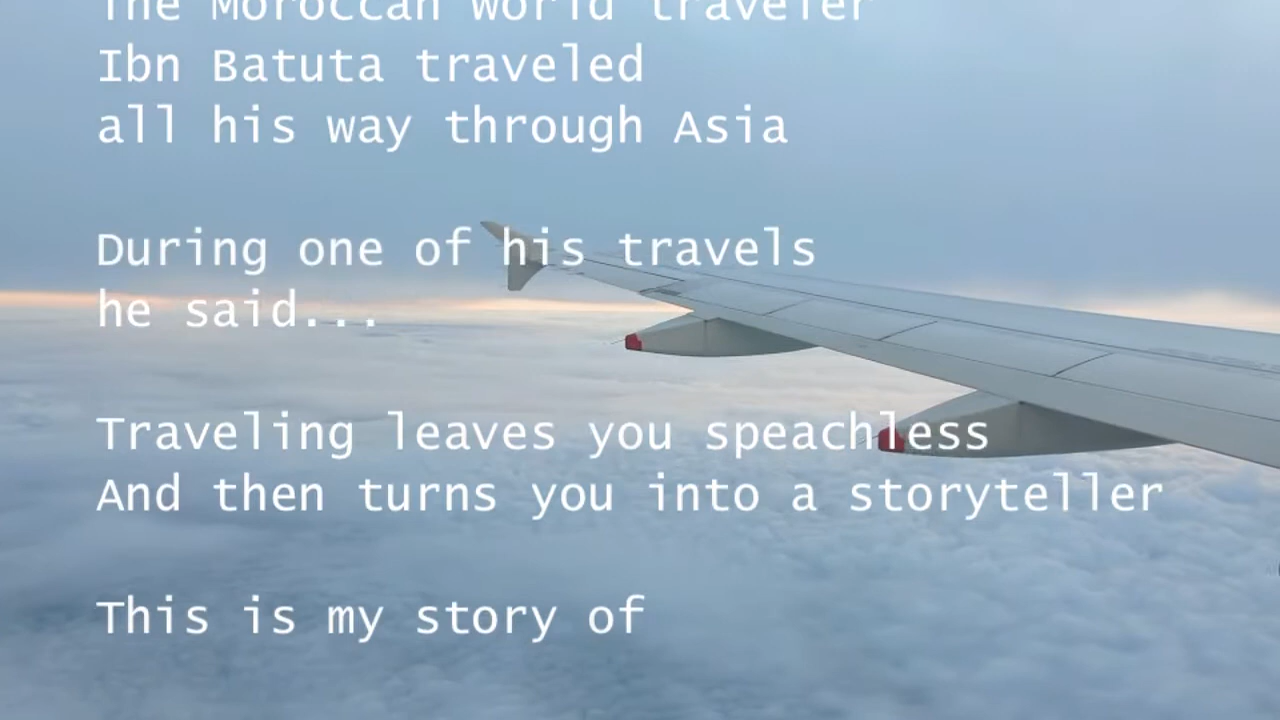 The Moroccan World traveler
Ibn Batuta traveled
all his way through Asia
During one of his travels
he said...
Traveling leaves you speachless
And then turns you into a storyteller
This is my story of